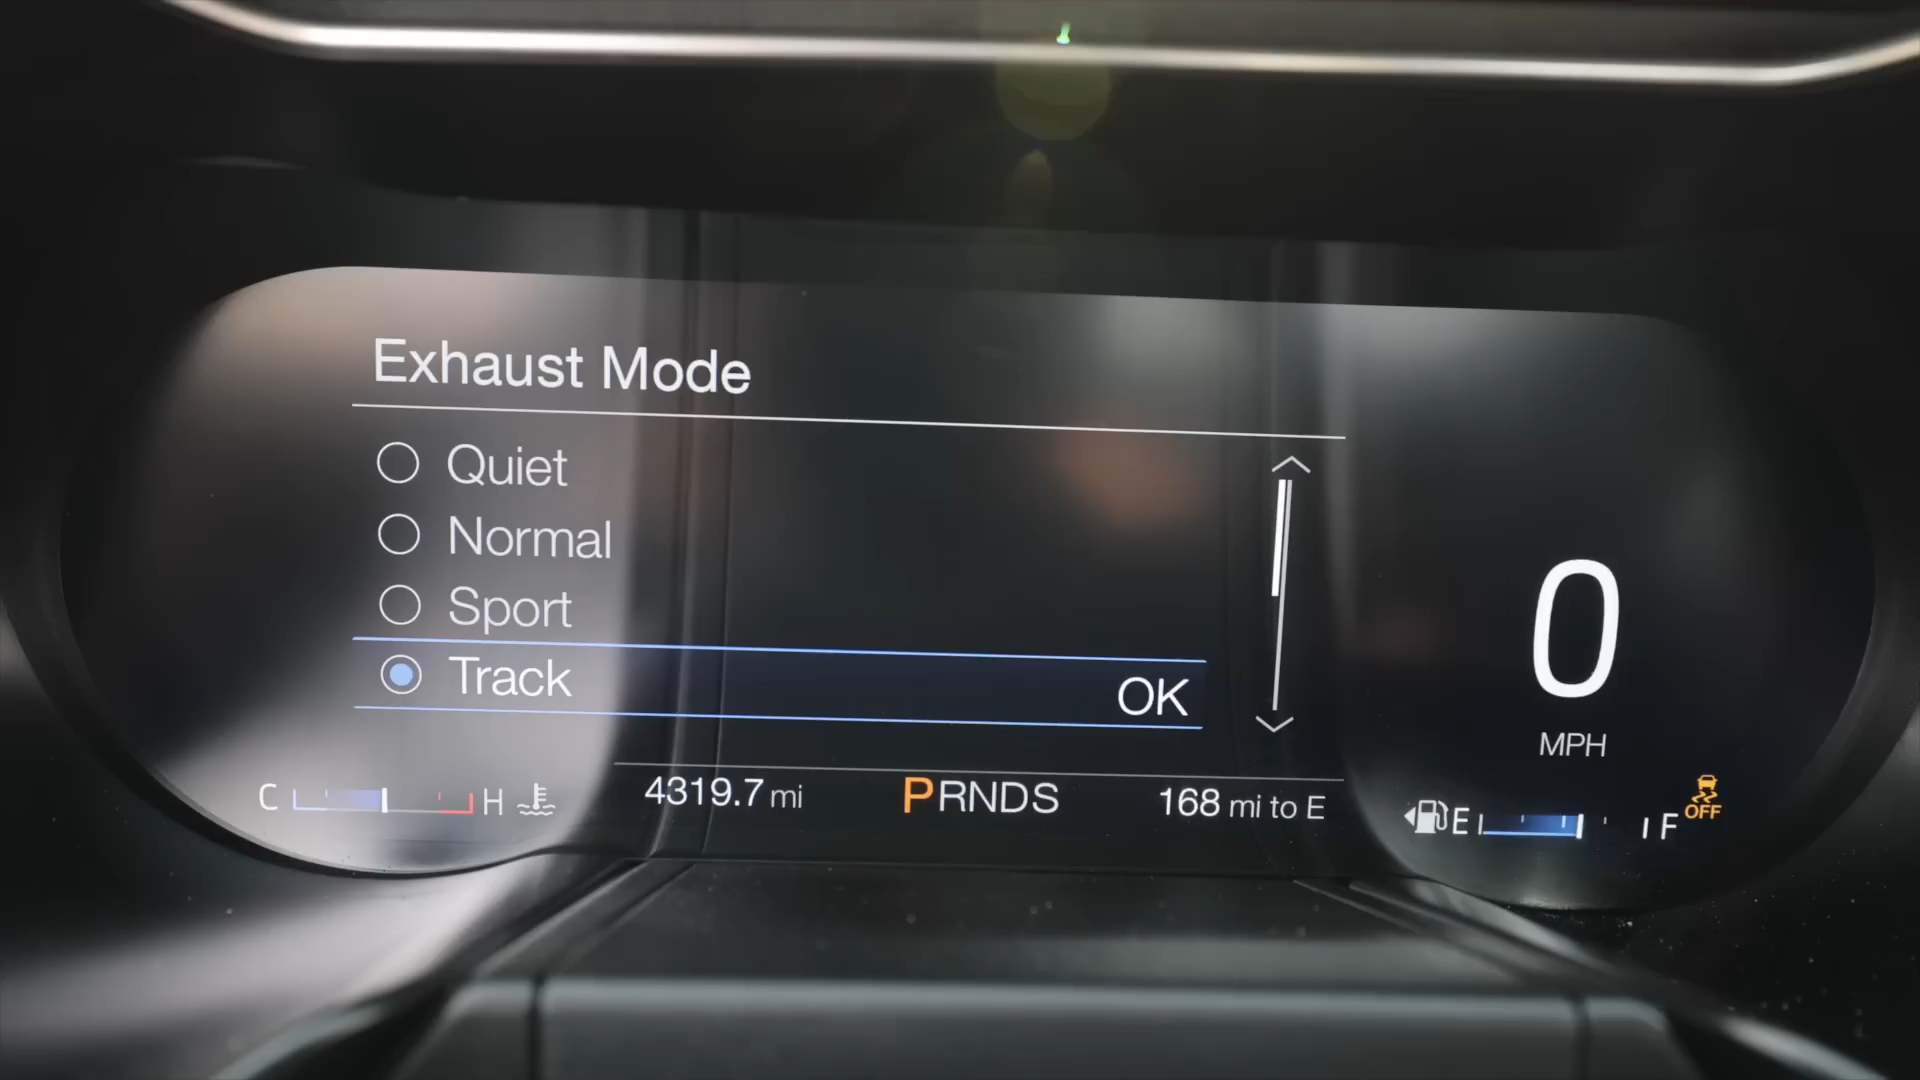 Exhaust Mode
Quiet
Normal
Sport
Track OK
0
MPH
C H
4319.7 mi PRNDS 168 mi to E
E F
OFF